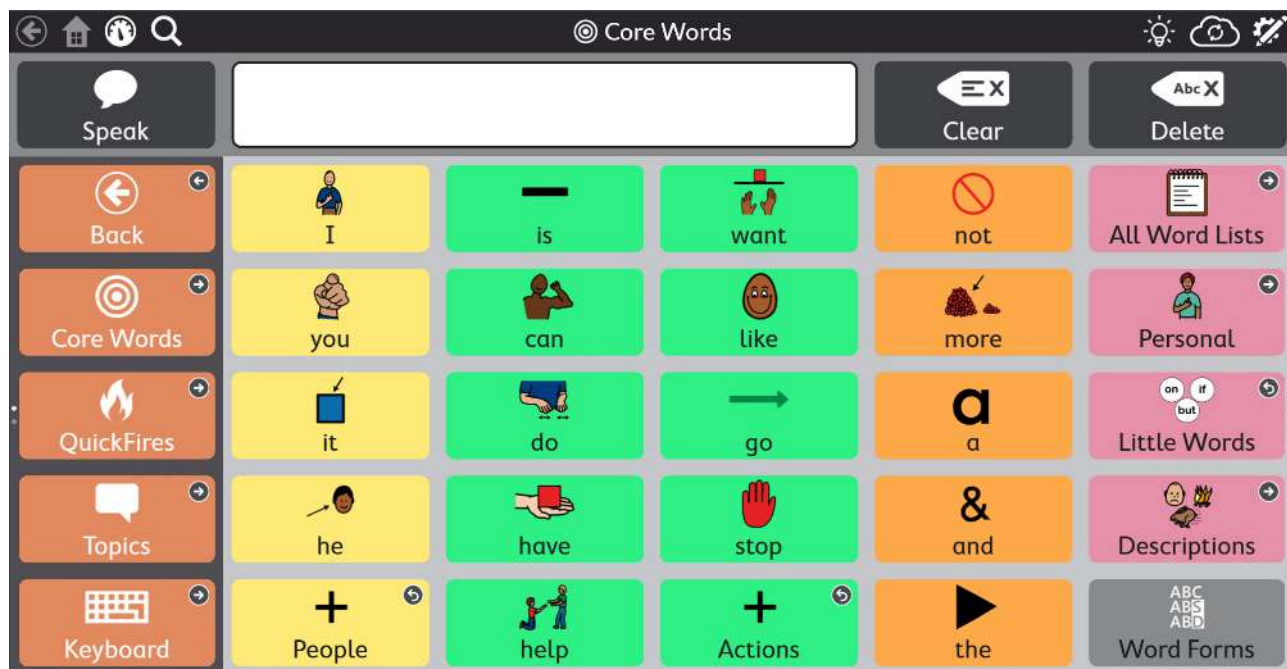 Core Words
Speak
Clear
Abc X
Delete
Back
I
is
want
not
All Word Lists
Core Words
you
can
like
more
Personal
QuickFires
it
do
go
a
a
on if
but
Little Words
Topics
he
have
stop
&
and
Descriptions
Keyboard
People
help
Actions
the
ABC
ABS
ABD
Word Forms